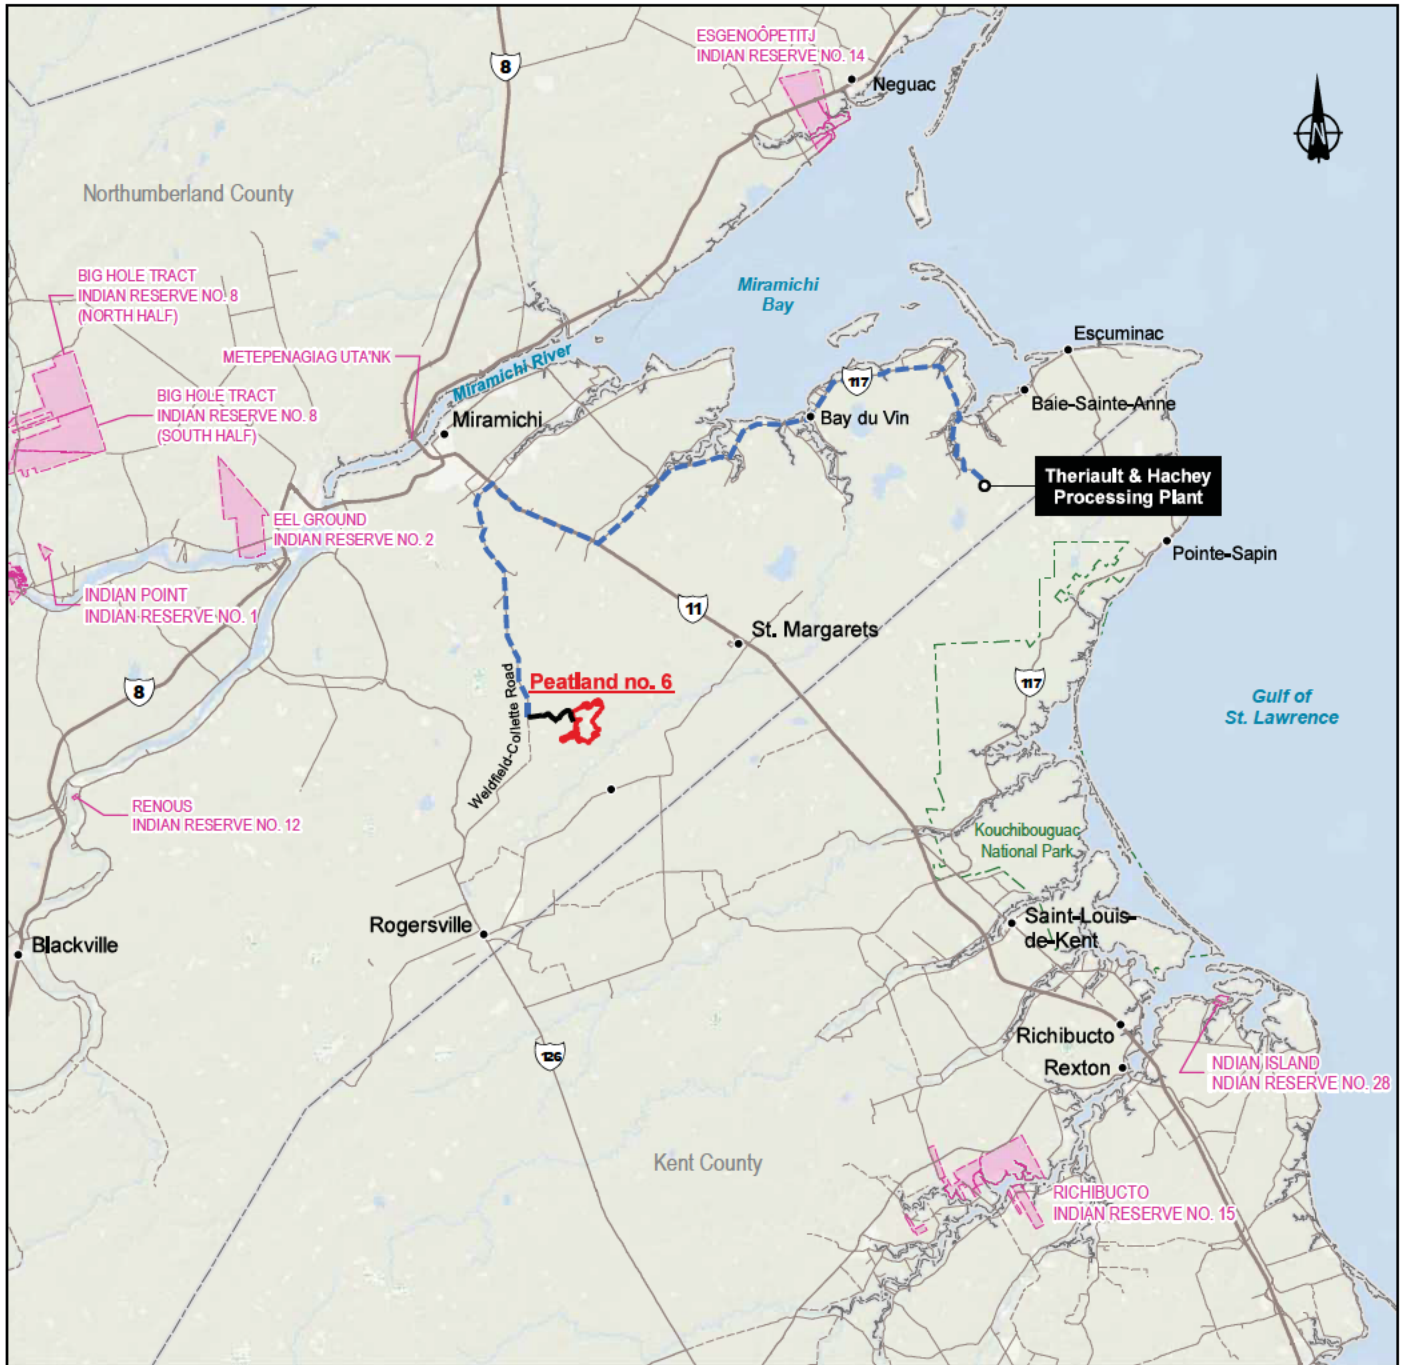 ESGENOÔPETITJ
INDIAN RESERVE NO. 14
8
Neguac
N
Northumberland County
BIG HOLE TRACT
INDIAN RESERVE NO. 8
(NORTH HALF)
Miramichi
Bay
METEPENAGIAG UTA'NK
Miramichi River
Escuminac
BIG HOLE TRACT
INDIAN RESERVE NO. 8
(SOUTH HALF)
117
Baie-Sainte-Anne
Miramichi
Bay du Vin
Theriault & Hachey
Processing Plant
EEL GROUND
INDIAN RESERVE NO. 2
Pointe-Sapin
INDIAN POINT
INDIAN RESERVE NO. 1
11
St. Margarets
8
Weldfield-Collette Road
Peatland no. 6
117
Gulf of
St. Lawrence
RENOUS
INDIAN RESERVE NO. 12
Kouchibouguac
National Park
Rogersville
Saint-Louis-
de-Kent
Blackville
126
Richibucto
Rexton
NDIAN ISLAND
NDIAN RESERVE NO. 28
Kent County
RICHIBUCTO
INDIAN RESERVE NO. 15